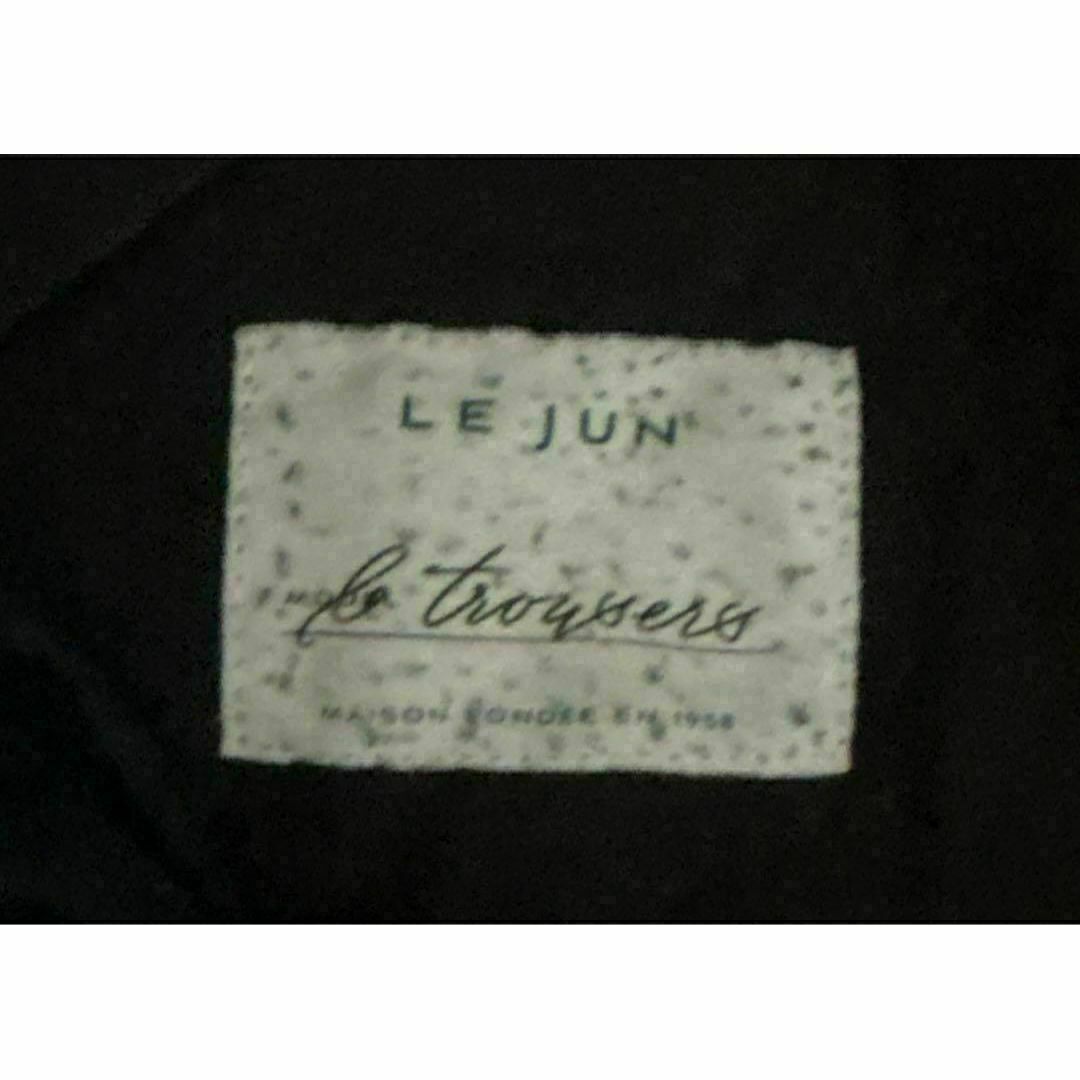 LE JUN
le trousers
MAISON FONDÉE EN 1958